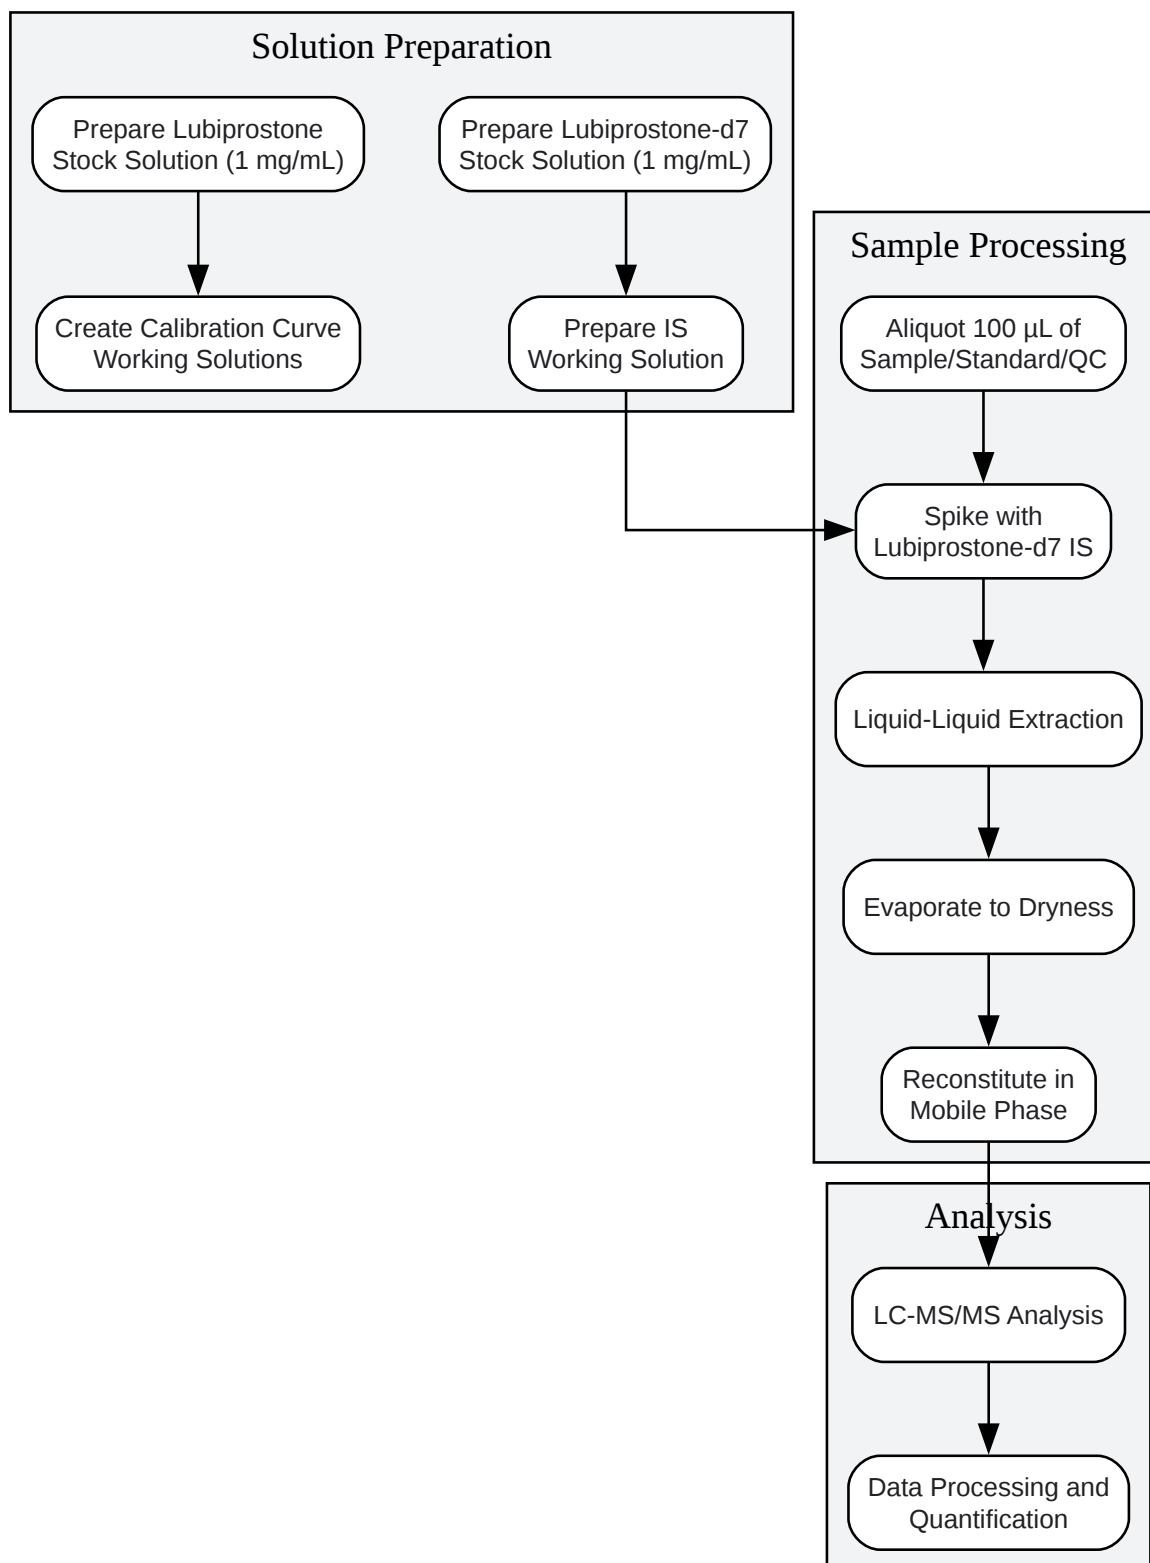 Solution Preparation
Prepare Lubiprostone
Stock Solution (1 mg/mL)
Prepare Lubiprostone-d7
Stock Solution (1 mg/mL)
Create Calibration Curve
Working Solutions
Prepare IS
Working Solution
Sample Processing
Aliquot 100 µL of
Sample/Standard/QC
Spike with
Lubiprostone-d7 IS
Liquid-Liquid Extraction
Evaporate to Dryness
Reconstitute in
Mobile Phase
Analysis
LC-MS/MS Analysis
Data Processing and
Quantification